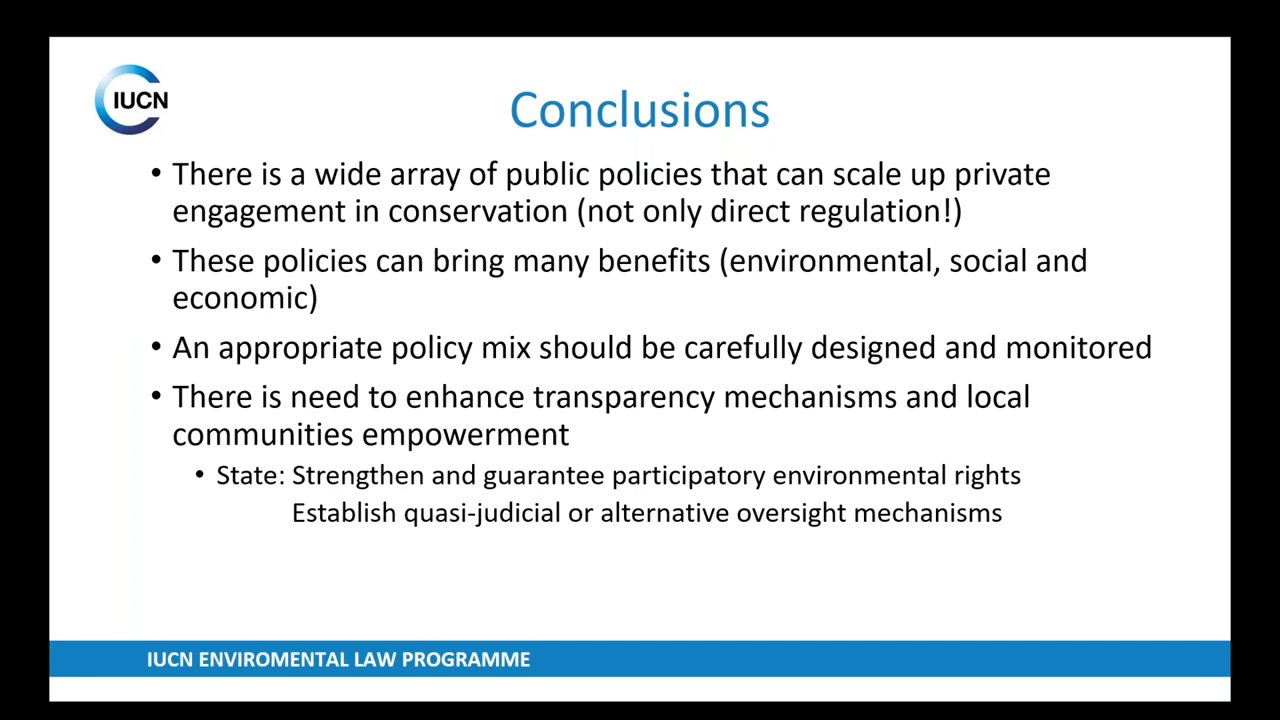 IUCN
Conclusions
• There is a wide array of public policies that can scale up private
engagement in conservation (not only direct regulation!)
• These policies can bring many benefits (environmental, social and
economic)
• An appropriate policy mix should be carefully designed and monitored
• There is need to enhance transparency mechanisms and local
communities empowerment
• State: Strengthen and guarantee participatory environmental rights
Establish quasi-judicial or alternative oversight mechanisms
IUCN ENVIROMENTAL LAW PROGRAMME